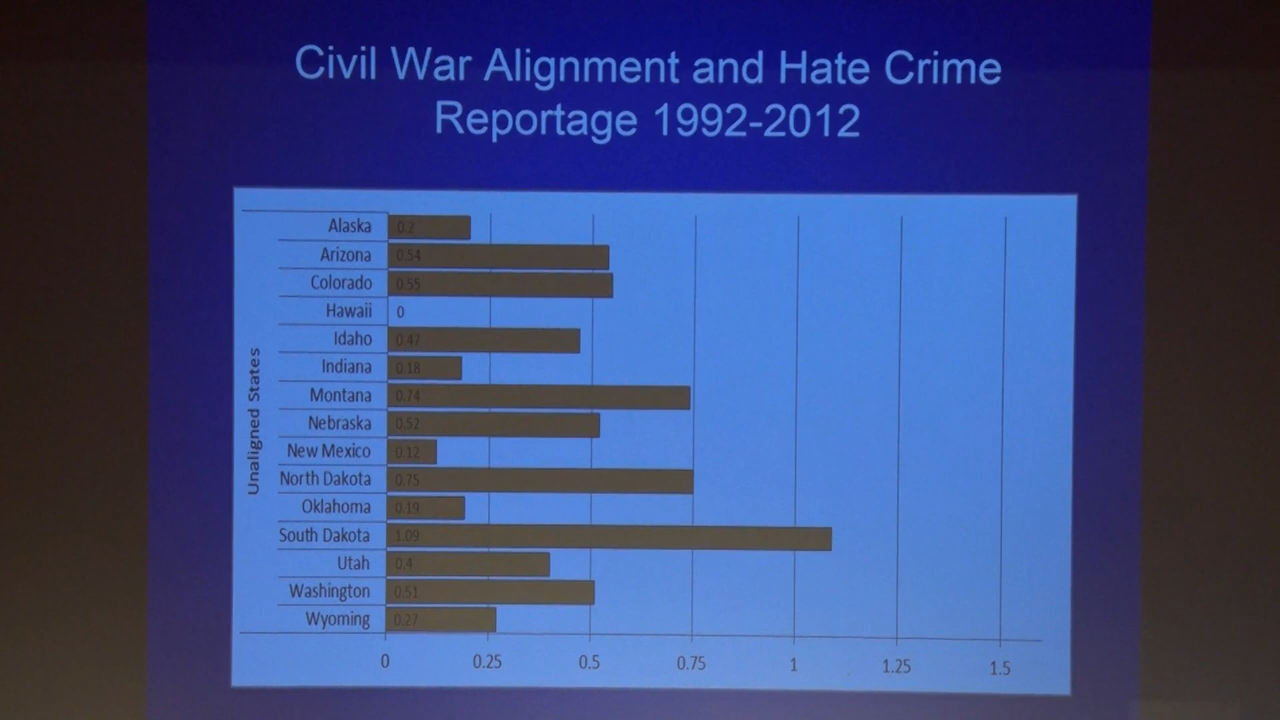 Civil War Alignment and Hate Crime
Reportage 1992-2012
Unaligned States
Alaska 0.2
Arizona 0.54
Colorado 0.55
Hawaii 0
Idaho 0.47
Indiana 0.18
Montana 0.74
Nebraska 0.52
New Mexico 0.12
North Dakota 0.75
Oklahoma 0.19
South Dakota 1.09
Utah 0.4
Washington 0.51
Wyoming 0.27
0 0.25 0.5 0.75 1 1.25 1.5